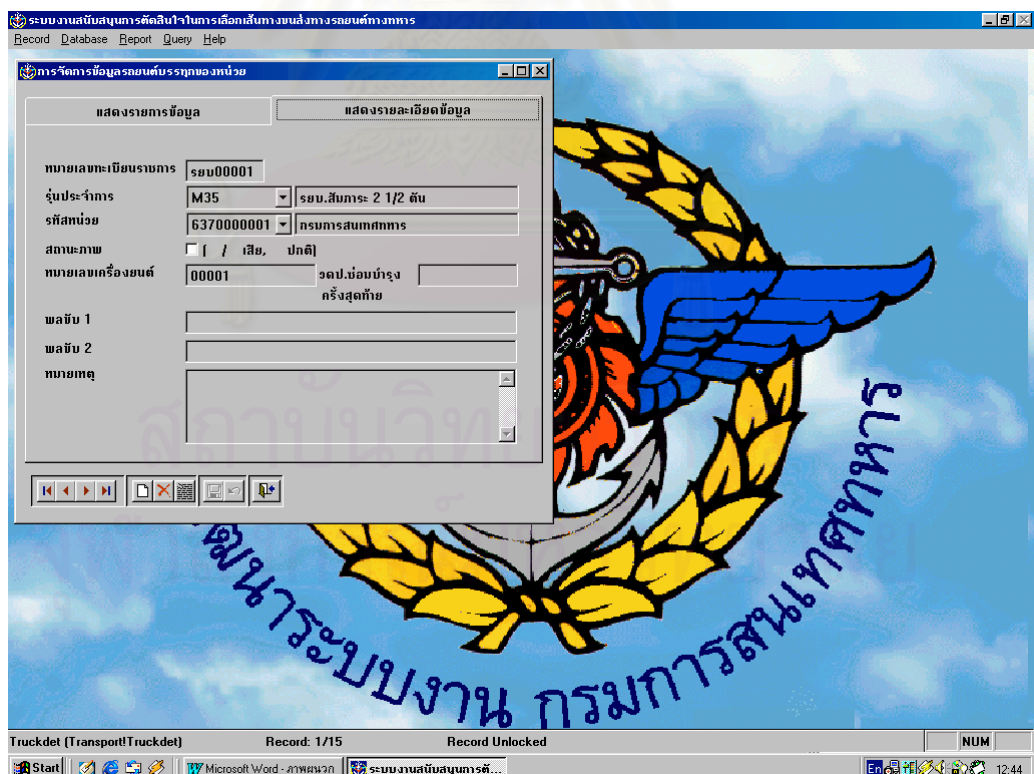 ระบบงานสนับสนุนการตัดสินใจในการเลือกเส้นทางขนส่งทางรถยนต์ทางทหาร
Record Database Report Query Help
การจัดการข้อมูลรถยนต์บรรทุกของหน่วย
แสดงรายการข้อมูล แสดงรายละเอียดข้อมูล
หมายเลขทะเบียนราชการ รยบ00001
รุ่นประจำการ M35 รยบ.สัมภาระ 2 1/2 ตัน
รหัสหน่วย 6370000001 กรมการสนเทศทหาร
สถานะภาพ [ / เสีย, ปกติ]
หมายเลขเครื่องยนต์ 00001 วดป.ซ่อมบำรุง
ครั้งสุดท้าย
พลขับ 1
พลขับ 2
หมายเหตุ
ฒนาระบบงาน กรมการสนเทศทหาร
Truckdet (Transport!Truckdet) Record: 1/15 Record Unlocked NUM
Start Microsoft Word - ภาพผนวก ระบบงานสนับสนุนการตั... En 12:44